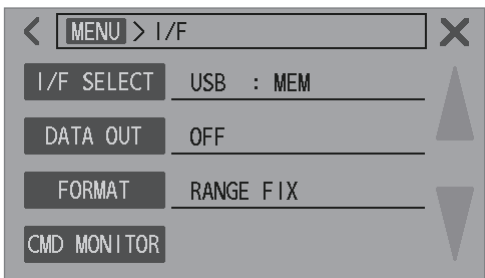 MENU > I/F
I/F SELECT USB : MEM
DATA OUT OFF
FORMAT RANGE FIX
CMD MONITOR